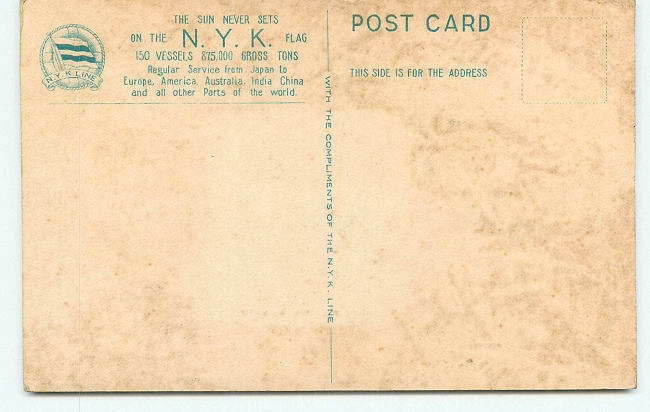 THE SUN NEVER SETS
ON THE N. Y. K. FLAG
150 VESSELS 875,000 GROSS TONS
Regular Service from Japan to
Europe, America, Australia, India China
and all other Parts of the world.
N.Y.K.LINE
WITH THE COMPLIMENTS OF THE N.Y.K. LINE
POST CARD
THIS SIDE IS FOR THE ADDRESS